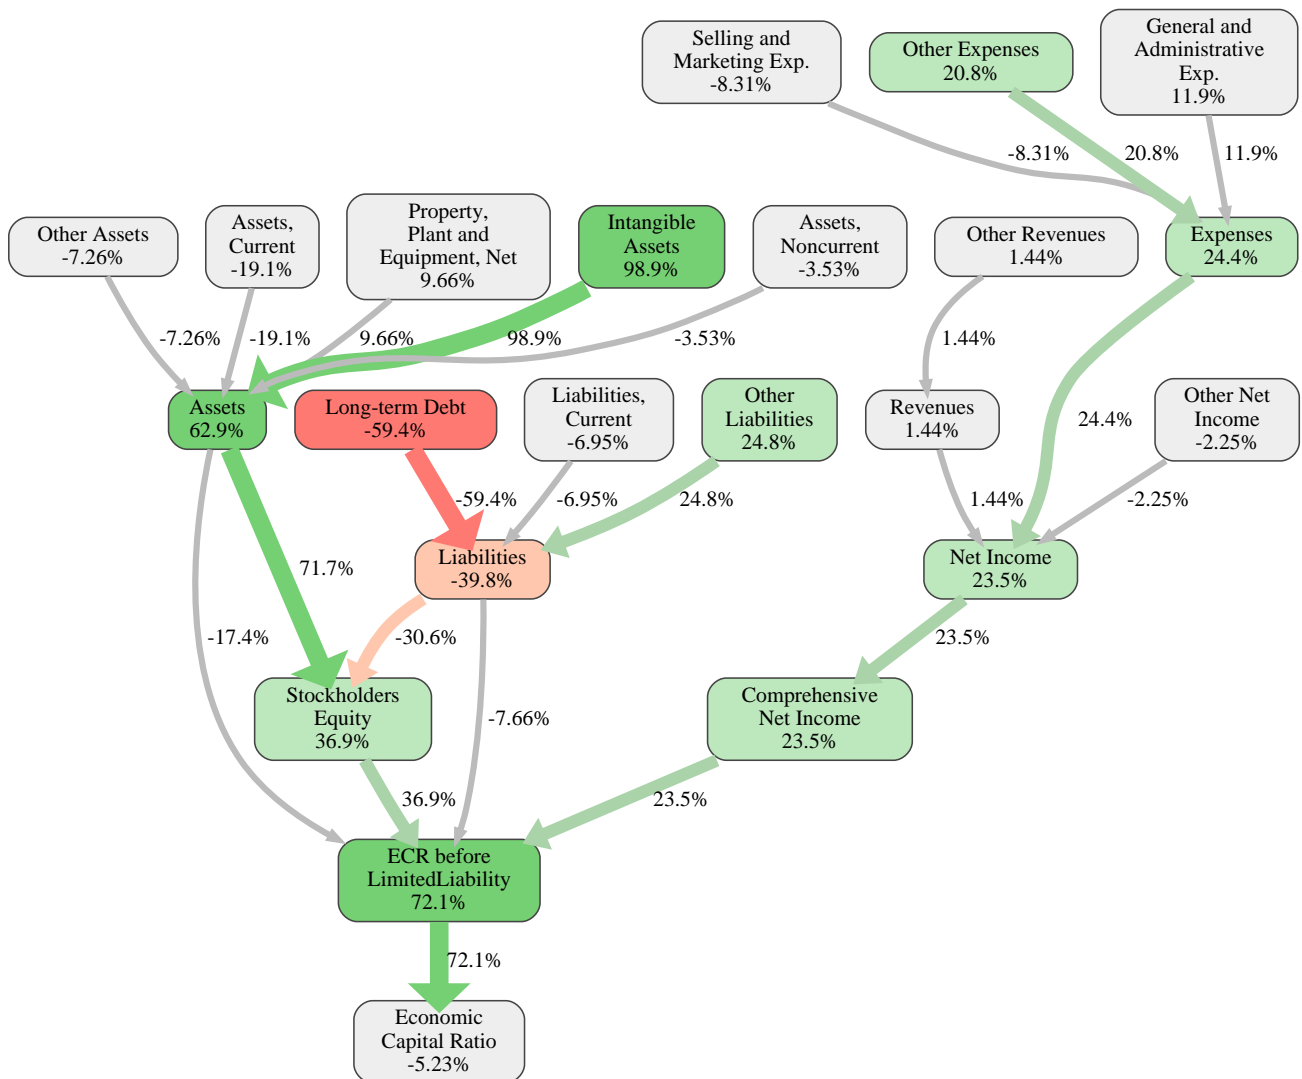 Selling and
Marketing Exp.
-8.31%
Other Expenses
20.8%
General and
Administrative
Exp.
11.9%
-8.31%
20.8%
11.9%
Other Assets
-7.26%
Assets,
Current
-19.1%
Property,
Plant and
Equipment, Net
9.66%
Intangible
Assets
98.9%
Assets,
Noncurrent
-3.53%
Other Revenues
1.44%
Expenses
24.4%
-7.26%
-19.1%
9.66%
98.9%
-3.53%
1.44%
Assets
62.9%
Long-term Debt
-59.4%
Liabilities,
Current
-6.95%
Other
Liabilities
24.8%
Revenues
1.44%
24.4%
Other Net
Income
-2.25%
-59.4%
-6.95%
24.8%
1.44%
-2.25%
71.7%
Liabilities
-39.8%
Net Income
23.5%
-17.4%
-30.6%
23.5%
Stockholders
Equity
36.9%
-7.66%
Comprehensive
Net Income
23.5%
36.9%
23.5%
ECR before
LimitedLiability
72.1%
72.1%
Economic
Capital Ratio
-5.23%